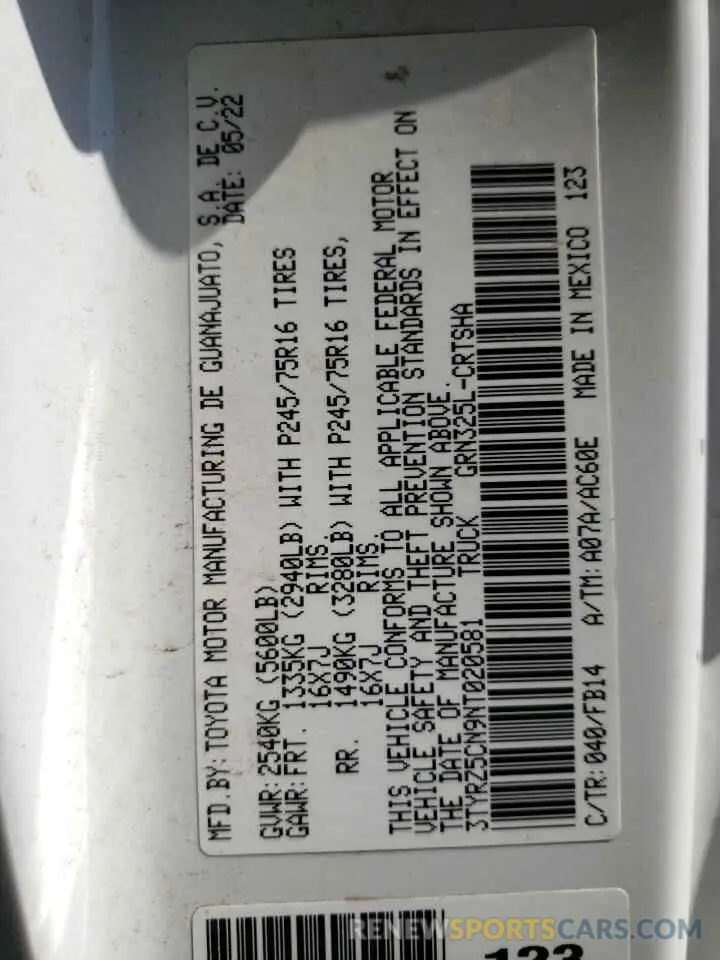 MFD.BY:TOYOTA MOTOR MANUFACTURING DE GUANAJUATO, S.A. DE C.V.
DATE: 05/22
GVWR:2540KG (5600LB)
GAWR:FRT. 1335KG (2940LB) WITH P245/75R16 TIRES
16X7J RIMS
RR. 1490KG (3280LB) WITH P245/75R16 TIRES,
16X7J RIMS.
THIS VEHICLE CONFORMS TO ALL APPLICABLE FEDERAL MOTOR
VEHICLE SAFETY AND THEFT PREVENTION STANDARDS IN EFFECT ON
THE DATE OF MANUFACTURE SHOWN ABOVE.
3TYRZ5CN9NT020581 TRUCK GRN325L-CRTSHA
C/TR:040/FB14 A/TM:A07A/AC60E MADE IN MEXICO 123
123
RENEWSPORTSCARS.COM